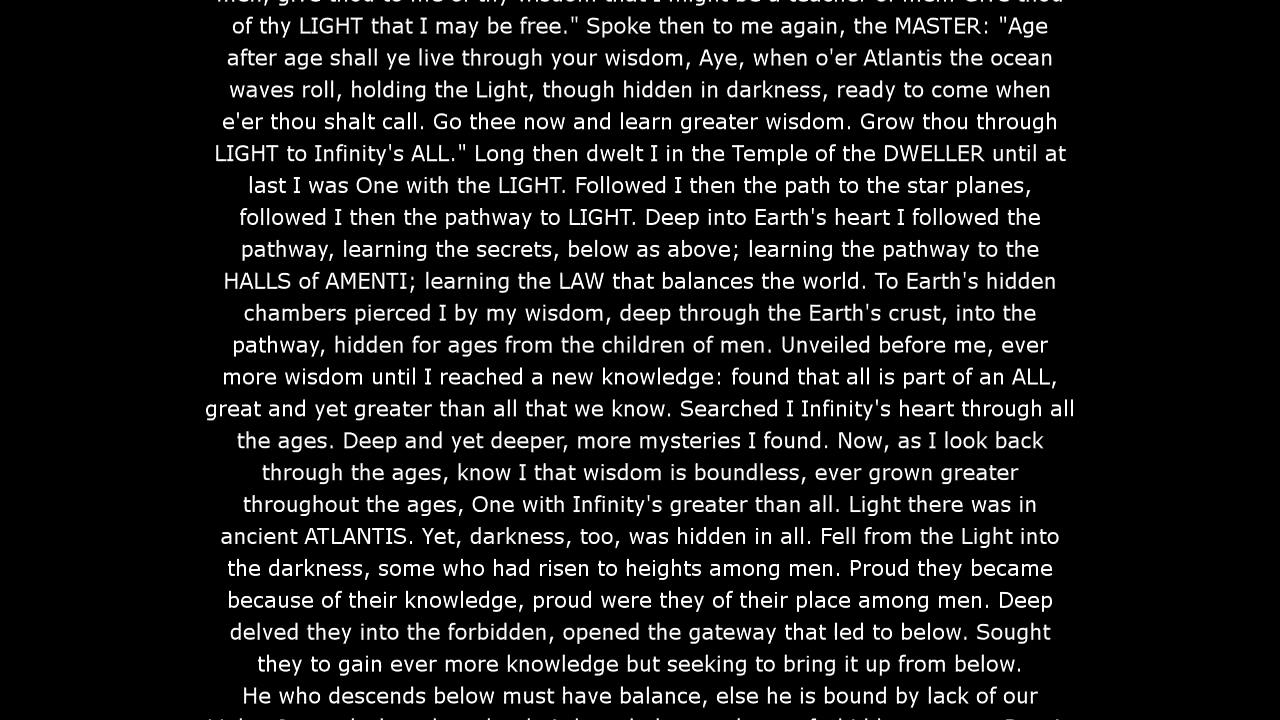 of thy LIGHT that I may be free." Spoke then to me again, the MASTER: "Age
after age shall ye live through your wisdom, Aye, when o'er Atlantis the ocean
waves roll, holding the Light, though hidden in darkness, ready to come when
e'er thou shalt call. Go thee now and learn greater wisdom. Grow thou through
LIGHT to Infinity's ALL." Long then dwelt I in the Temple of the DWELLER until at
last I was One with the LIGHT. Followed I then the path to the star planes,
followed I then the pathway to LIGHT. Deep into Earth's heart I followed the
pathway, learning the secrets, below as above; learning the pathway to the
HALLS of AMENTI; learning the LAW that balances the world. To Earth's hidden
chambers pierced I by my wisdom, deep through the Earth's crust, into the
pathway, hidden for ages from the children of men. Unveiled before me, ever
more wisdom until I reached a new knowledge: found that all is part of an ALL,
great and yet greater than all that we know. Searched I Infinity's heart through all
the ages. Deep and yet deeper, more mysteries I found. Now, as I look back
through the ages, know I that wisdom is boundless, ever grown greater
throughout the ages, One with Infinity's greater than all. Light there was in
ancient ATLANTIS. Yet, darkness, too, was hidden in all. Fell from the Light into
the darkness, some who had risen to heights among men. Proud they became
because of their knowledge, proud were they of their place among men. Deep
delved they into the forbidden, opened the gateway that led to below. Sought
they to gain ever more knowledge but seeking to bring it up from below.
He who descends below must have balance, else he is bound by lack of our